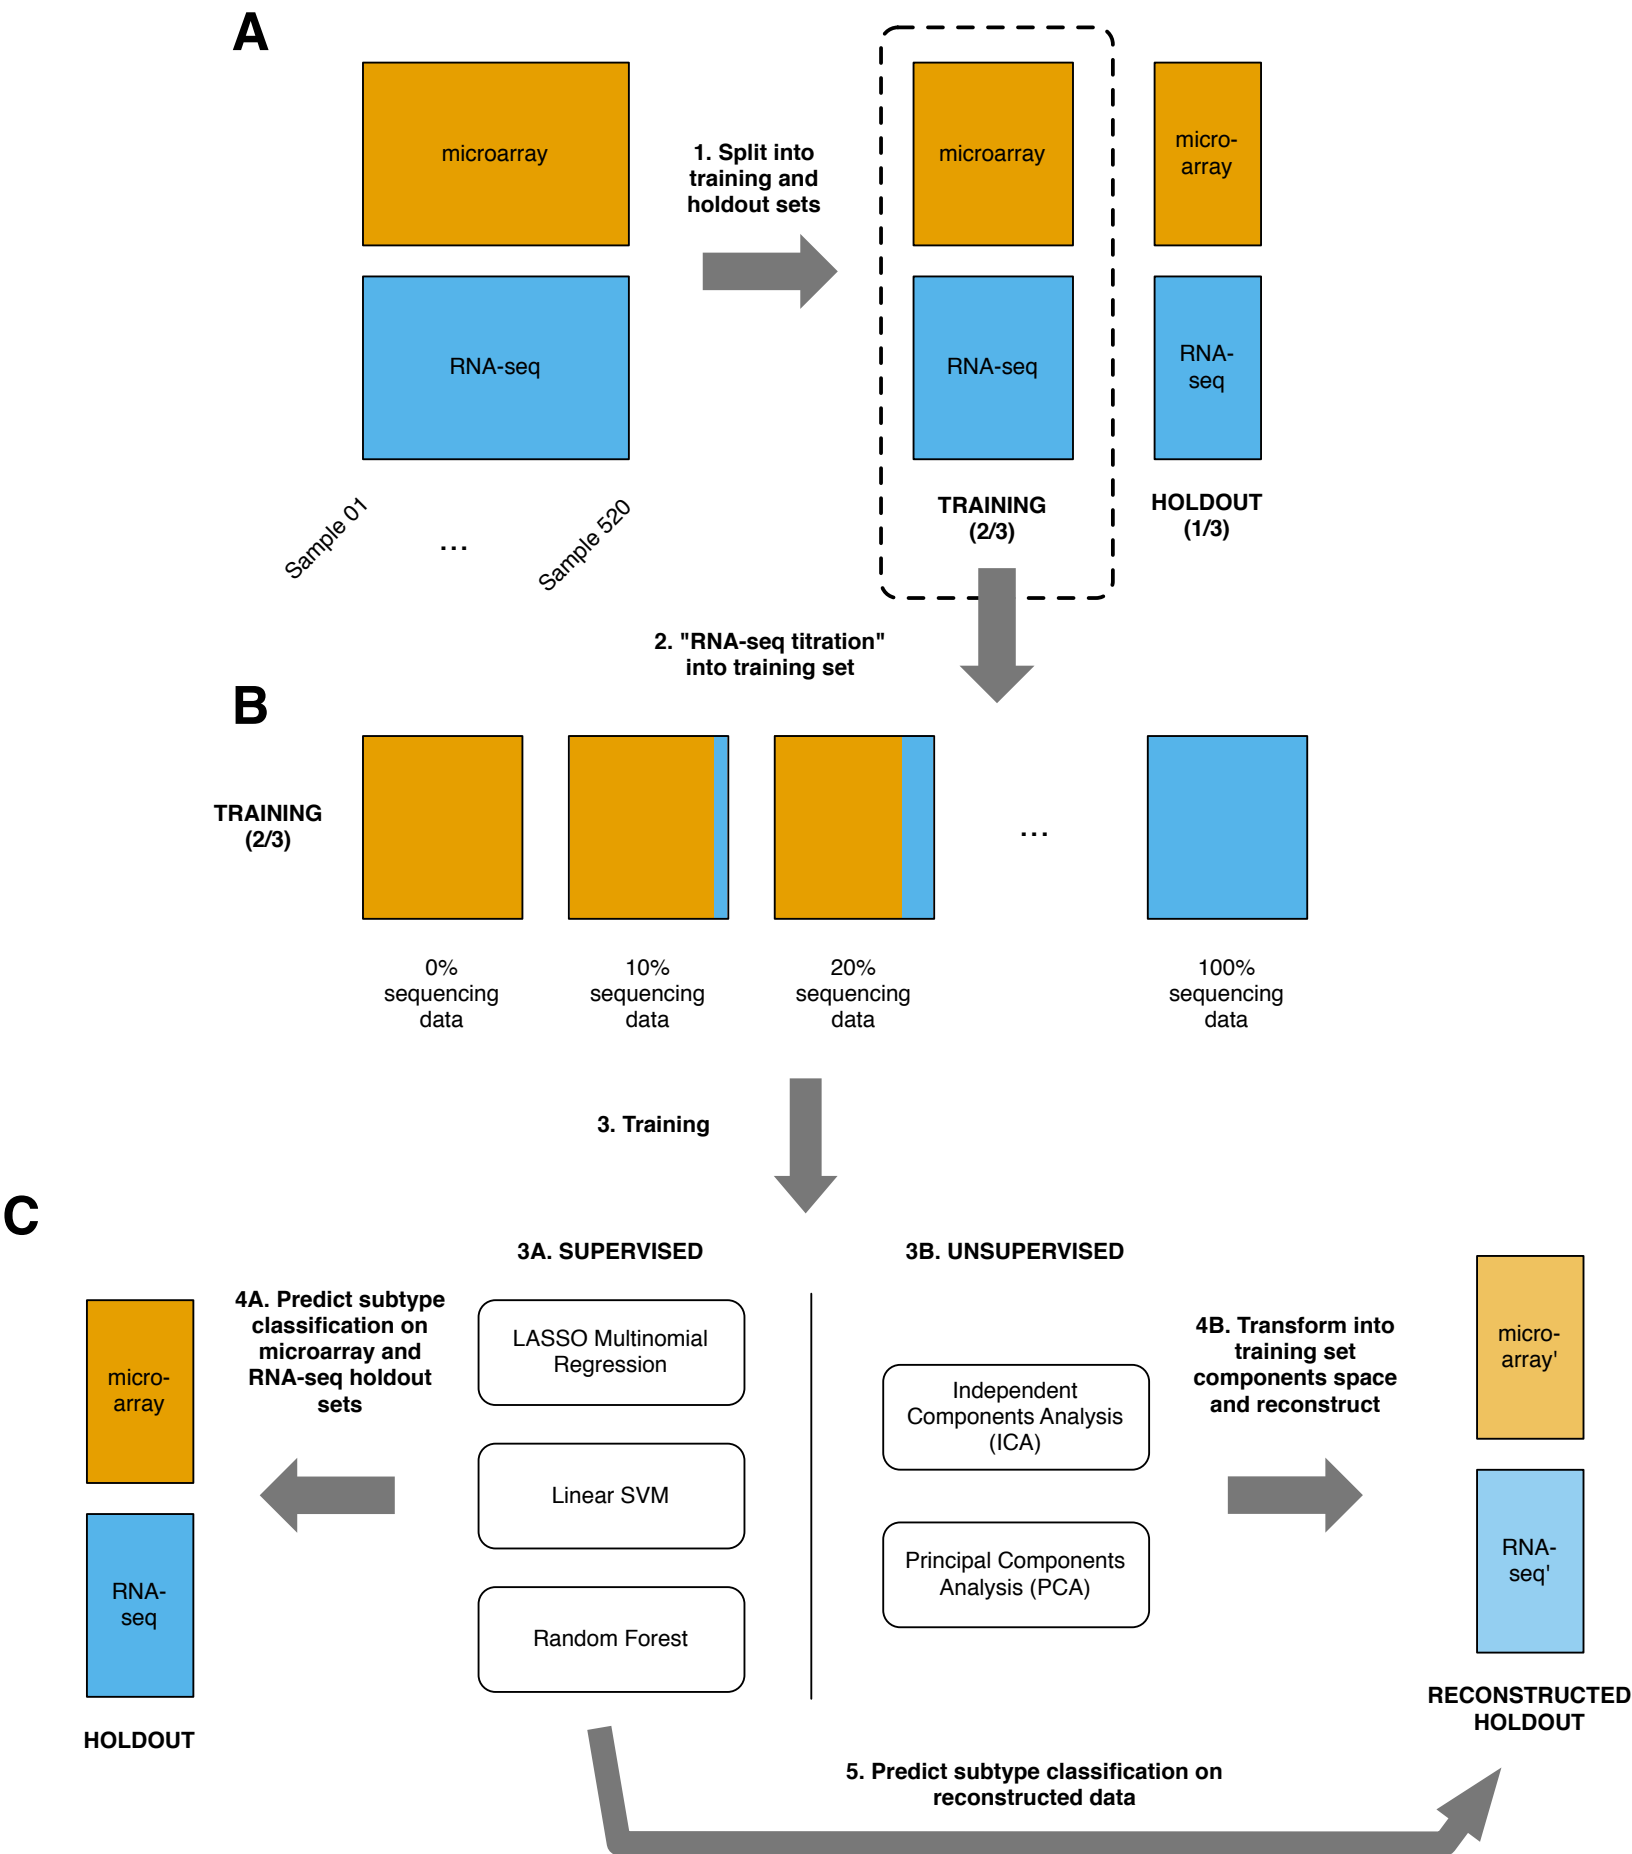 A
microarray
RNA-seq
Sample 01
...
Sample 520
1. Split into
training and
holdout sets
microarray
RNA-seq
TRAINING
(2/3)
micro-
array
RNA-
seq
HOLDOUT
(1/3)
2. "RNA-seq titration"
into training set
B
TRAINING
(2/3)
...
0%
sequencing
data
10%
sequencing
data
20%
sequencing
data
100%
sequencing
data
3. Training
C
3A. SUPERVISED
3B. UNSUPERVISED
micro-
array
RNA-
seq
HOLDOUT
4A. Predict subtype
classification on
microarray and
RNA-seq holdout
sets
LASSO Multinomial
Regression
Linear SVM
Random Forest
Independent
Components Analysis
(ICA)
Principal Components
Analysis (PCA)
4B. Transform into
training set
components space
and reconstruct
micro-
array'
RNA-
seq'
RECONSTRUCTED
HOLDOUT
5. Predict subtype classification on
reconstructed data